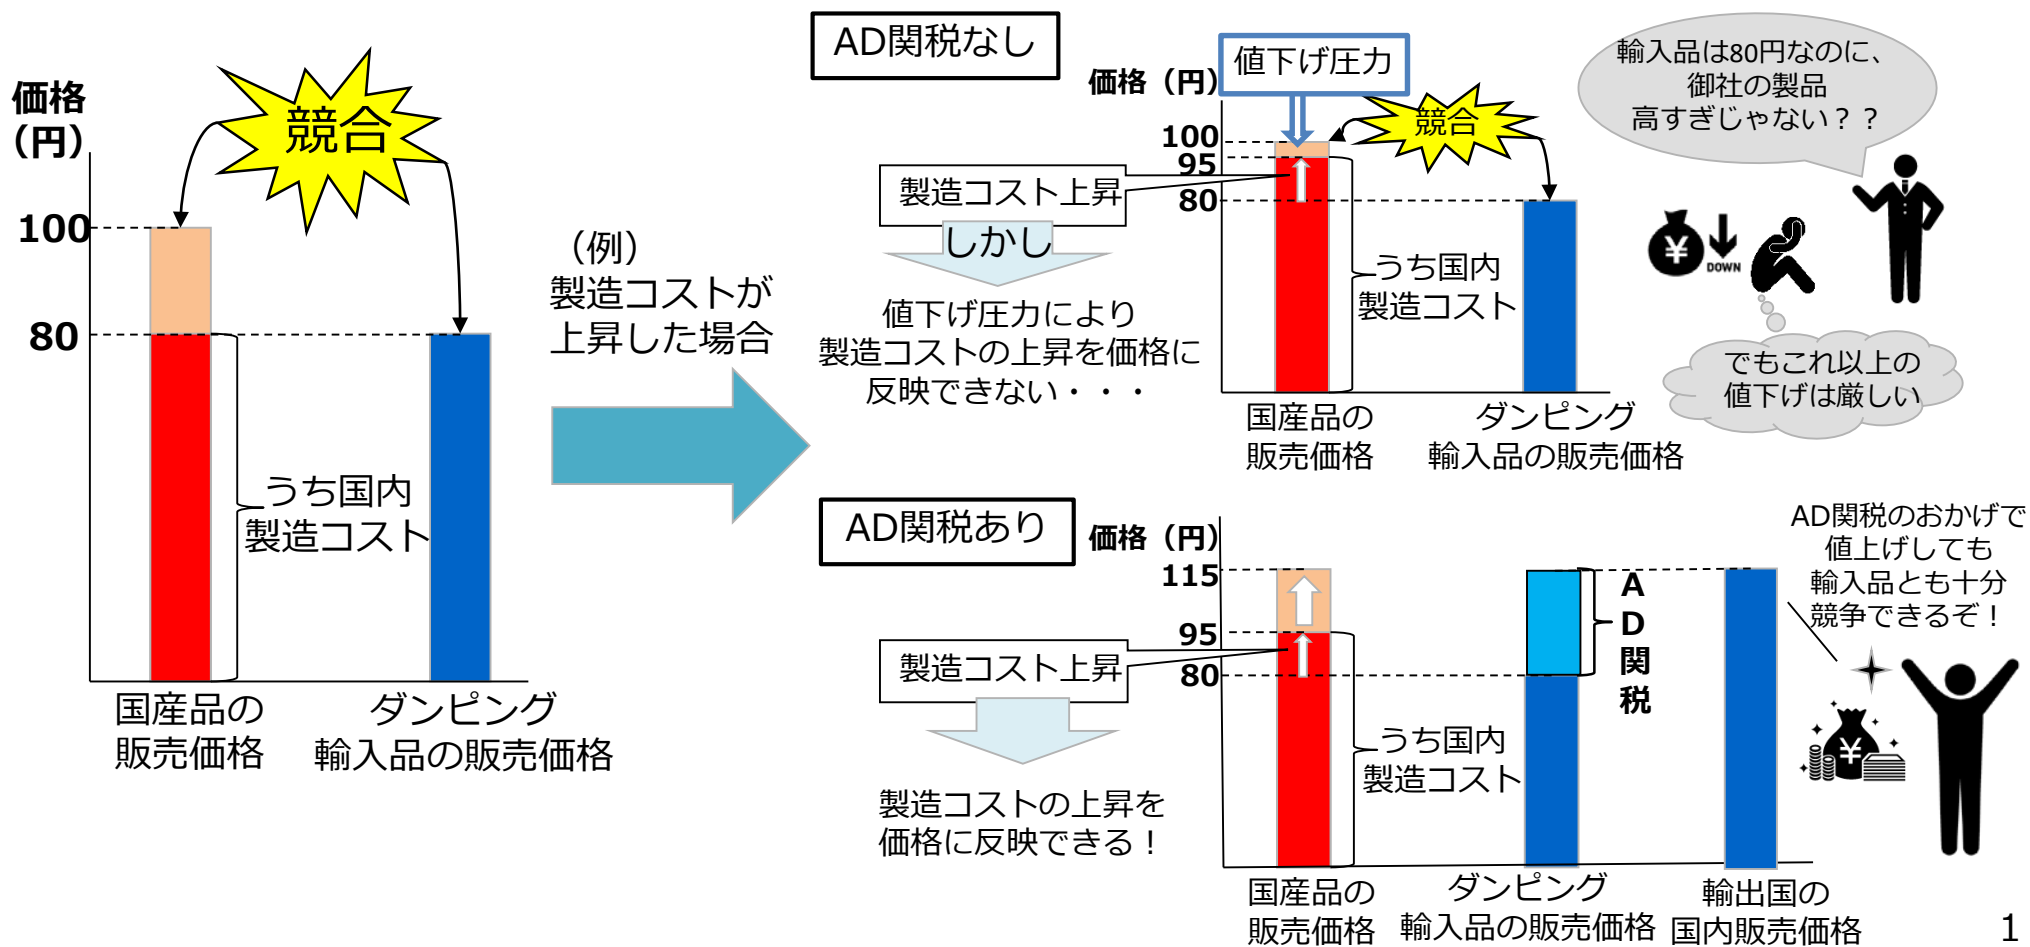 価格
（円）
競合
100
80
うち国内
製造コスト
国産品の
販売価格
ダンピング
輸入品の販売価格
（例）
製造コストが
上昇した場合
AD関税なし
価格（円）
値下げ圧力
競合
100
95
80
製造コスト上昇
しかし
値下げ圧力により
製造コストの上昇を価格に
反映できない・・・
うち国内
製造コスト
国産品の
販売価格
ダンピング
輸入品の販売価格
輸入品は80円なのに、
御社の製品
高すぎじゃない？？
¥
DOWN
でもこれ以上の
値下げは厳しい
AD関税あり
価格（円）
115
95
80
製造コスト上昇
製造コストの上昇を
価格に反映できる！
うち国内
製造コスト
A
D
関
税
国産品の
販売価格
ダンピング
輸入品の販売価格
輸出国の
国内販売価格
AD関税のおかげで
値上げしても
輸入品とも十分
競争できるぞ！
¥
1